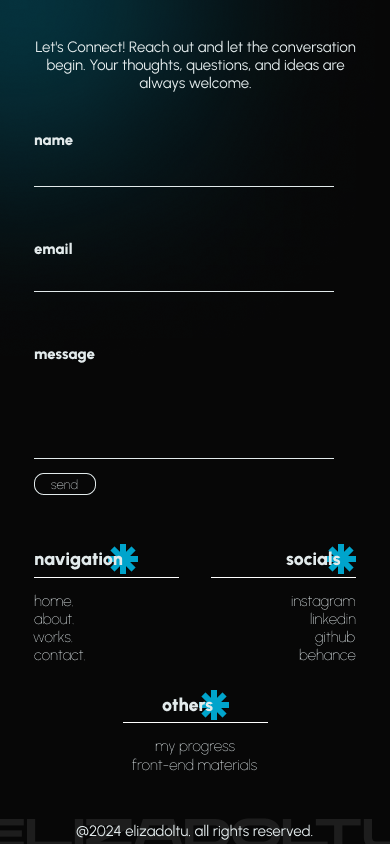 Let's Connect! Reach out and let the conversation
begin. Your thoughts, questions, and ideas are
always welcome.
name
email
message
send
navigation
home.
about.
works.
contact.
socials
instagram
linkedin
github
behance
others
my progress
front-end materials
ELIZADOLTU
@2024 elizadoltu. all rights reserved.